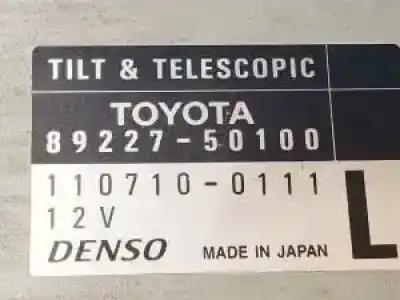 TILT & TELESCOPIC
TOYOTA
89227-50100
110710-0111
12V
DENSO MADE IN JAPAN L